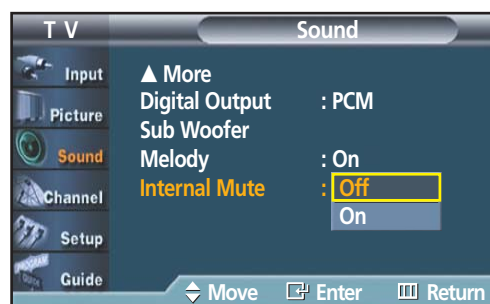 T V
Sound
Input
Picture
Sound
Channel
Setup
Guide
▲ More
Digital Output : PCM
Sub Woofer
Melody : On
Internal Mute : Off
On
Move Enter Return